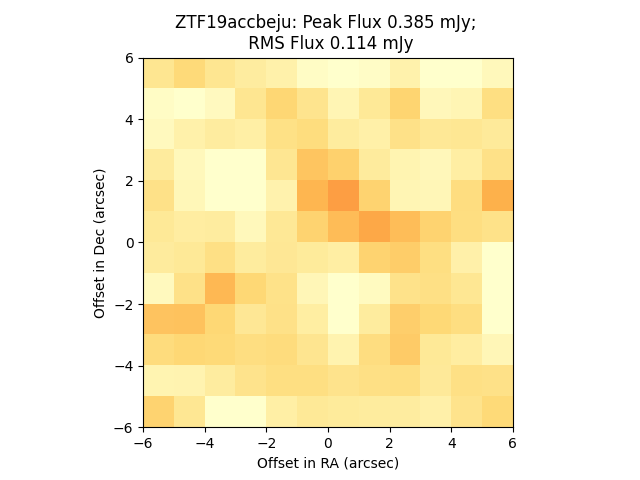 ZTF19accbeju: Peak Flux 0.385 mJy;
RMS Flux 0.114 mJy
6
4
2
0
−2
−4
−6
Offset in Dec (arcsec)
−6 −4 −2 0 2 4 6
Offset in RA (arcsec)